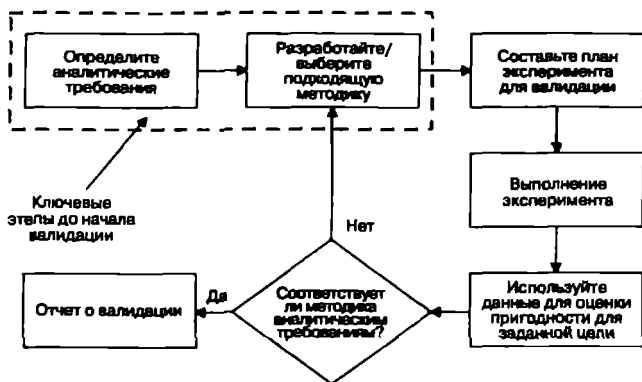 Определите
аналитические
требования
Разработайте/
выберите
подходящую
методику
Составьте план
эксперимента
для валидации
Ключевые
этапы до начала
валидации
Выполнение
эксперимента
Нет
Используйте
данные для оценки
пригодности для
заданной цели
Соответствует
ли методика
аналитическим
требованиям?
Да
Отчет о валидации